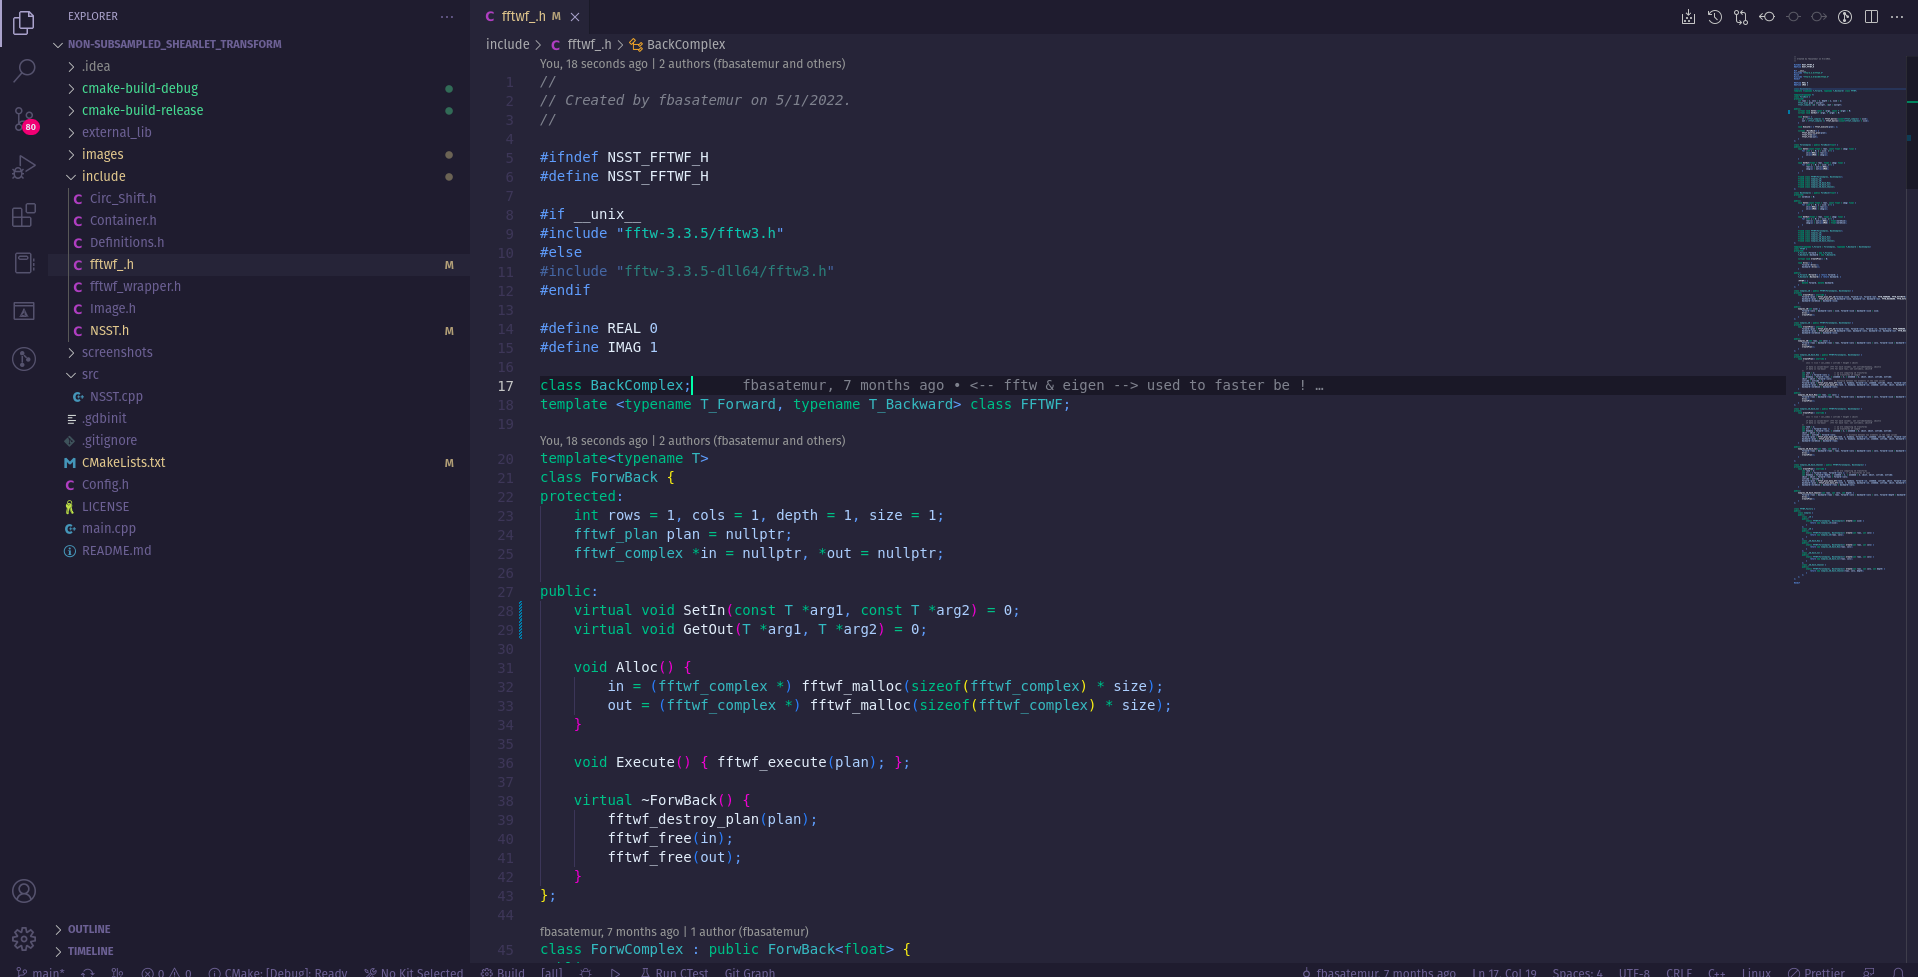 EXPLORER
NON-SUBSAMPLED_SHEARLET_TRANSFORM
.idea
cmake-build-debug
cmake-build-release
external_lib
images
include
C Circ_Shift.h
C Container.h
C Definitions.h
C fftwf_.h M
C fftwf_wrapper.h
C Image.h
C NSST.h M
screenshots
src
NSST.cpp
.gdbinit
.gitignore
CMakeLists.txt M
C Config.h
LICENSE
main.cpp
README.md
OUTLINE
TIMELINE
80
C fftwf_.h M
include > C fftwf_.h > BackComplex
You, 18 seconds ago | 2 authors (fbasatemur and others)
1 //
2 // Created by fbasatemur on 5/1/2022.
3 //
4
5 #ifndef NSST_FFTWF_H
6 #define NSST_FFTWF_H
7
8 #if __unix__
9 #include "fftw-3.3.5/fftw3.h"
10 #else
11 #include "fftw-3.3.5-dll64/fftw3.h"
12 #endif
13
14 #define REAL 0
15 #define IMAG 1
16
17 class BackComplex; fbasatemur, 7 months ago • <-- fftw & eigen --> used to faster be ! …
18 template <typename T_Forward, typename T_Backward> class FFTWF;
19
You, 18 seconds ago | 2 authors (fbasatemur and others)
20 template<typename T>
21 class ForwBack {
22 protected:
23 int rows = 1, cols = 1, depth = 1, size = 1;
24 fftwf_plan plan = nullptr;
25 fftwf_complex *in = nullptr, *out = nullptr;
26
27 public:
28 virtual void SetIn(const T *arg1, const T *arg2) = 0;
29 virtual void GetOut(T *arg1, T *arg2) = 0;
30
31 void Alloc() {
32 in = (fftwf_complex *) fftwf_malloc(sizeof(fftwf_complex) * size);
33 out = (fftwf_complex *) fftwf_malloc(sizeof(fftwf_complex) * size);
34 }
35
36 void Execute() { fftwf_execute(plan); };
37
38 virtual ~ForwBack() {
39 fftwf_destroy_plan(plan);
40 fftwf_free(in);
41 fftwf_free(out);
42 }
43 };
44
fbasatemur, 7 months ago | 1 author (fbasatemur)
45 class ForwComplex : public ForwBack<float> {
main* 0 0 CMake: [Debug]: Ready No Kit Selected Build [all] Run CTest Git Graph fbasatemur, 7 months ago Ln 17, Col 19 Spaces: 4 UTF-8 CRLF C++ Linux Prettier